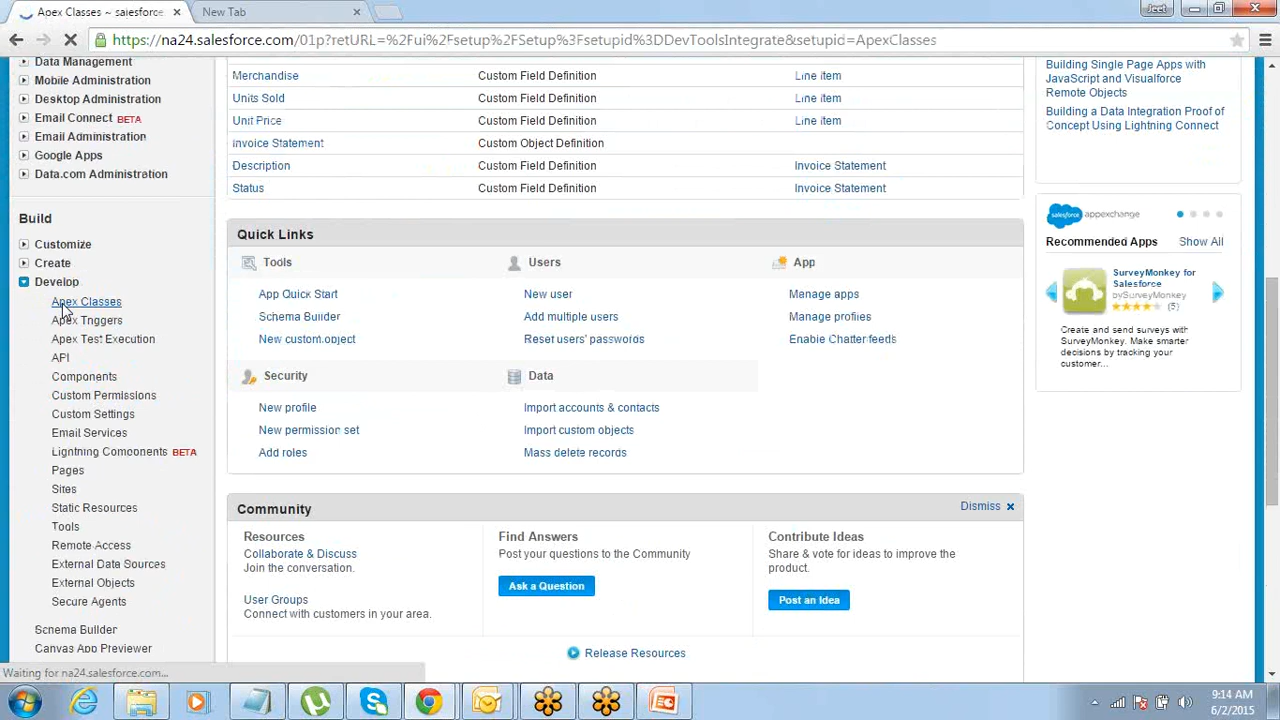 Apex Classes ~ salesforce
New Tab
Jeet
https://na24.salesforce.com/01p?retURL=%2Fui%2Fsetup%2FSetup%3Fsetupid%3DDevToolsIntegrate&setupid=ApexClasses
Data Management
Mobile Administration
Desktop Administration
Email Connect BETA
Email Administration
Google Apps
Data.com Administration
Build
Customize
Create
Develop
Apex Classes
Apex Triggers
Apex Test Execution
API
Components
Custom Permissions
Custom Settings
Email Services
Lightning Components BETA
Pages
Sites
Static Resources
Tools
Remote Access
External Data Sources
External Objects
Secure Agents
Schema Builder
Canvas App Previewer
Merchandise Custom Field Definition Line item
Units Sold Custom Field Definition Line item
Unit Price Custom Field Definition Line item
Invoice Statement Custom Object Definition
Description Custom Field Definition Invoice Statement
Status Custom Field Definition Invoice Statement
Quick Links
Tools
App Quick Start
Schema Builder
New custom object
Users
New user
Add multiple users
Reset users' passwords
App
Manage apps
Manage profiles
Enable Chatter feeds
Security
New profile
New permission set
Add roles
Data
Import accounts & contacts
Import custom objects
Mass delete records
Community
Dismiss ×
Resources
Collaborate & Discuss
Join the conversation.
User Groups
Connect with customers in your area.
Find Answers
Post your questions to the Community
Ask a Question
Contribute Ideas
Share & vote for ideas to improve the
product.
Post an Idea
Release Resources
Building Single Page Apps with
JavaScript and Visualforce
Remote Objects
Building a Data Integration Proof of
Concept Using Lightning Connect
salesforce appexchange
Recommended Apps Show All
SurveyMonkey for
Salesforce
bySurveyMonkey
(5)
Create and send surveys with
SurveyMonkey. Make smarter
decisions by tracking your
customer...
Waiting for na24.salesforce.com...
9:14 AM
6/2/2015